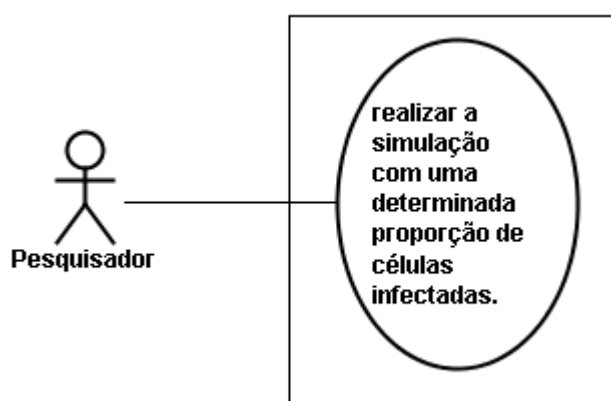 realizar a
simulação
com uma
determinada
proporção de
células
infectadas.
Pesquisador